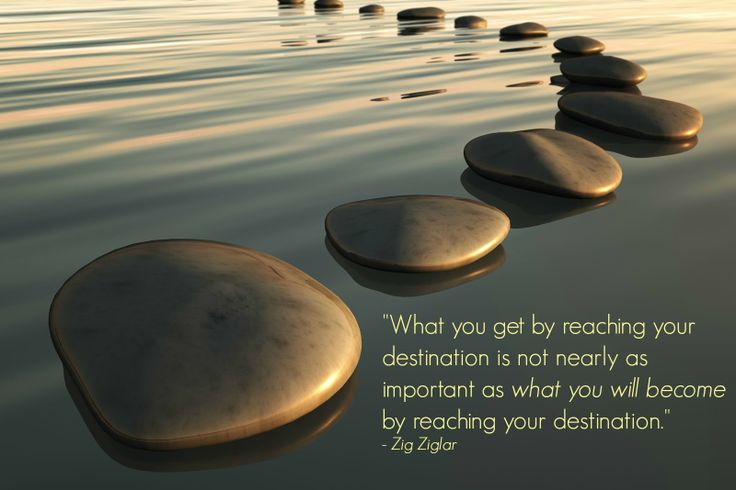 "What you get by reaching your
destination is not nearly as
important as what you will become
by reaching your destination."
- Zig Ziglar